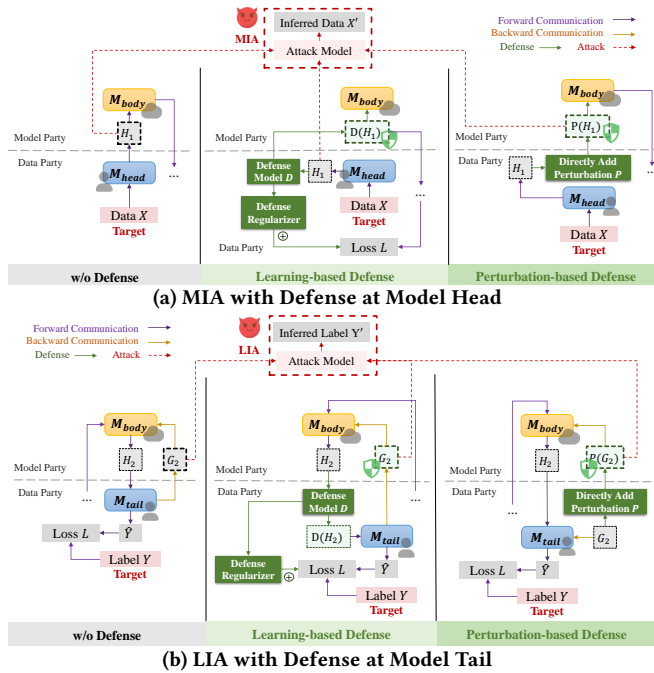 Inferred Data X′
Attack Model
MIA
Forward Communication
Backward Communication
Defense
Attack
M_body
H_1
Model Party
Data Party
M_head
...
Data X
Target
w/o Defense
M_body
D(H_1)
Defense Model D
H_1
M_head
Defense Regularizer
Data X
Target
...
⊕
Data Party
Loss L
Learning-based Defense
M_body
P(H_1)
Model Party
Data Party
H_1
Directly Add Perturbation P
...
M_head
Data X
Target
Perturbation-based Defense
(a) MIA with Defense at Model Head
Forward Communication
Backward Communication
Defense
Attack
LIA
Inferred Label Y′
Attack Model
M_body
H_2
G_2
Model Party
Data Party
...
M_tail
Loss L
Ŷ
Label Y
Target
w/o Defense
M_body
H_2
G_2
Model Party
Data Party
Defense Model D
...
D(H_2)
M_tail
Defense Regularizer
⊕
Loss L
Ŷ
Label Y
Target
Learning-based Defense
M_body
H_2
P(G_2)
Model Party
Data Party
...
Directly Add Perturbation P
M_tail
G_2
Loss L
Ŷ
Label Y
Target
Perturbation-based Defense
(b) LIA with Defense at Model Tail